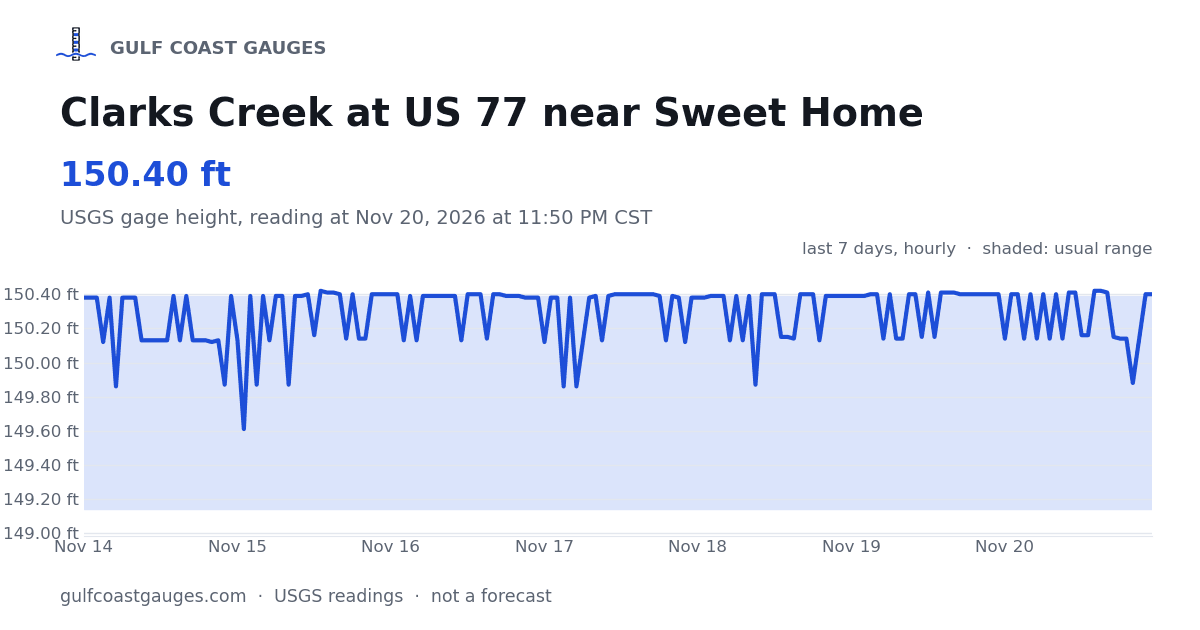 GULF COAST GAUGES
Clarks Creek at US 77 near Sweet Home
150.40 ft
USGS gage height, reading at Nov 20, 2026 at 11:50 PM CST
last 7 days, hourly · shaded: usual range
150.40 ft
150.20 ft
150.00 ft
149.80 ft
149.60 ft
149.40 ft
149.20 ft
149.00 ft
Nov 14 Nov 15 Nov 16 Nov 17 Nov 18 Nov 19 Nov 20
gulfcoastgauges.com · USGS readings · not a forecast